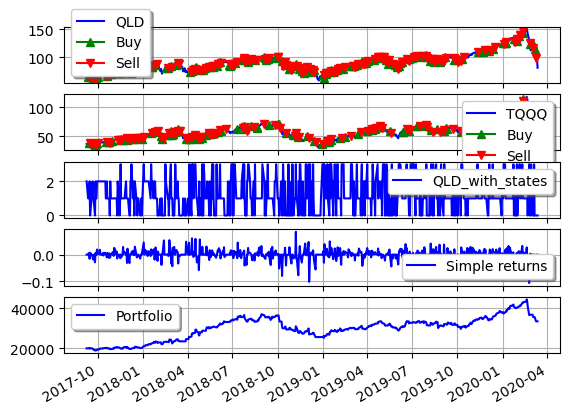 150
100
QLD
Buy
Sell
100
50
TQQQ
Buy
Sell
2
0
QLD_with_states
0.0
−0.1
Simple returns
40000
20000
Portfolio
2017-10
2018-01
2018-04
2018-07
2018-10
2019-01
2019-04
2019-07
2019-10
2020-01
2020-04